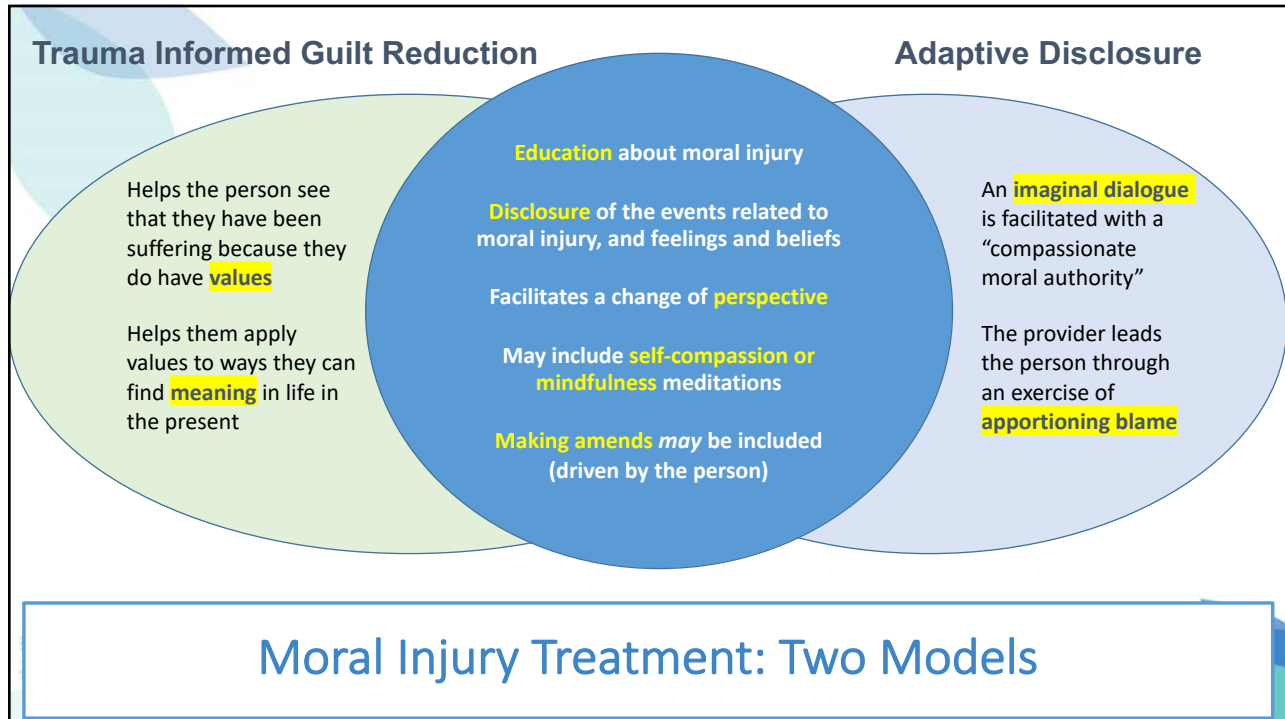 Trauma Informed Guilt Reduction
Adaptive Disclosure
Helps the person see
that they have been
suffering because they
do have values
Helps them apply
values to ways they can
find meaning in life in
the present
Education about moral injury
Disclosure of the events related to
moral injury, and feelings and beliefs
Facilitates a change of perspective
May include self-compassion or
mindfulness meditations
Making amends may be included
(driven by the person)
An imaginal dialogue
is facilitated with a
“compassionate
moral authority”
The provider leads
the person through
an exercise of
apportioning blame
Moral Injury Treatment: Two Models